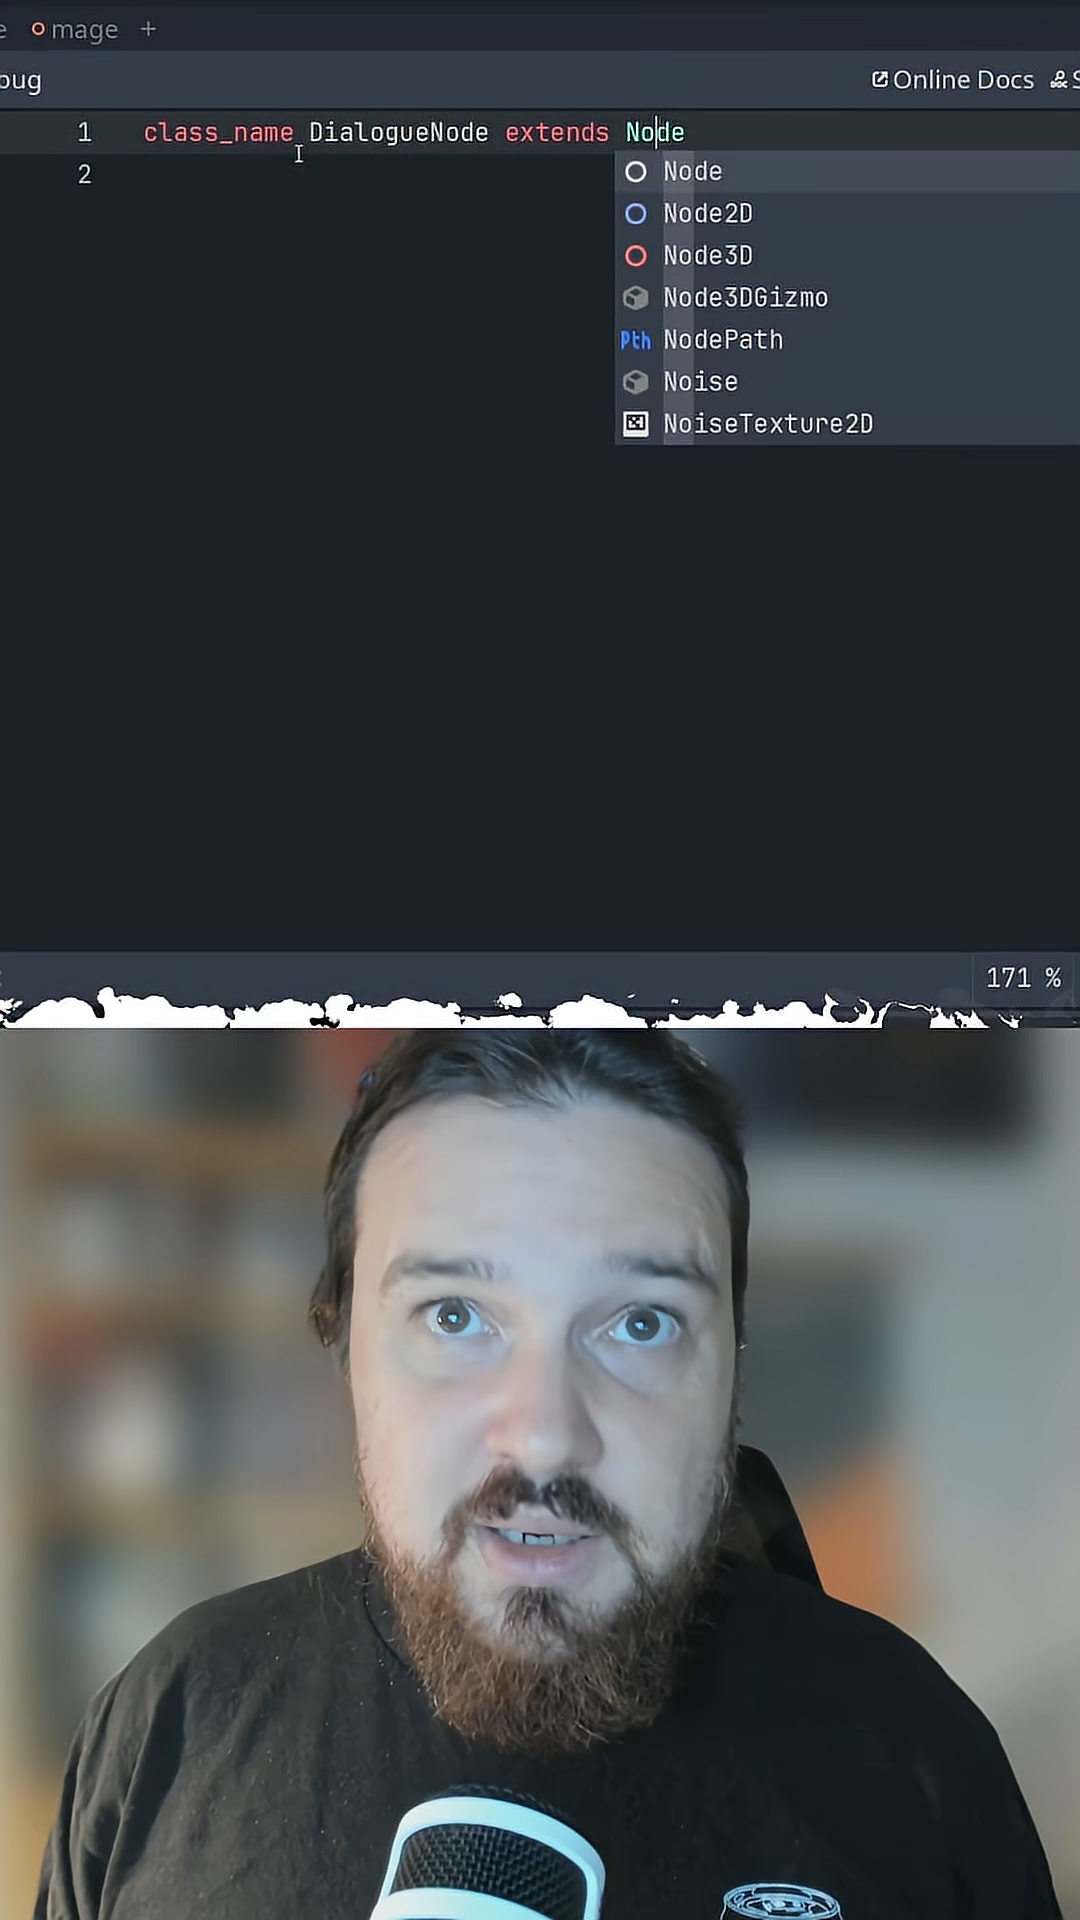 mage +
bug
Online Docs
1 class_name DialogueNode extends Node
2
Node
Node2D
Node3D
Node3DGizmo
Pth NodePath
Noise
NoiseTexture2D
171 %